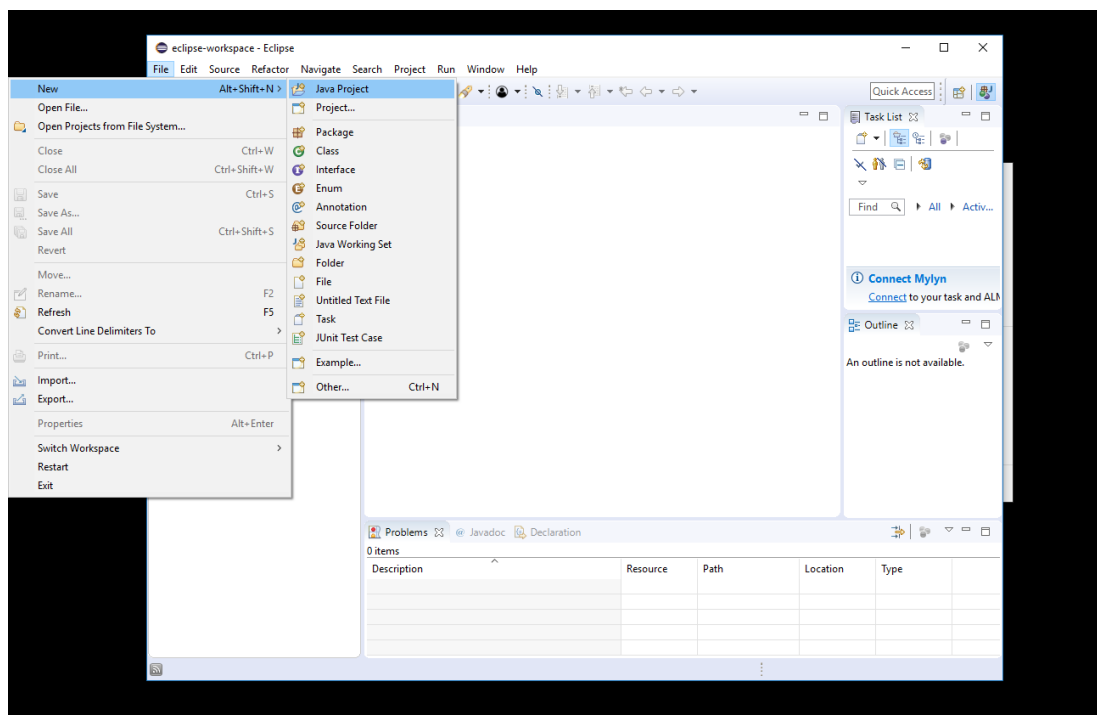 eclipse-workspace - Eclipse
File Edit Source Refactor Navigate Search Project Run Window Help
New Alt+Shift+N >
Open File...
Open Projects from File System...
Close Ctrl+W
Close All Ctrl+Shift+W
Save Ctrl+S
Save As...
Save All Ctrl+Shift+S
Revert
Move...
Rename... F2
Refresh F5
Convert Line Delimiters To >
Print... Ctrl+P
Import...
Export...
Properties Alt+Enter
Switch Workspace >
Restart
Exit
Java Project
Project...
Package
Class
Interface
Enum
Annotation
Source Folder
Java Working Set
Folder
File
Untitled Text File
Task
JUnit Test Case
Example...
Other... Ctrl+N
Quick Access
Task List
Find All Activ...
Connect Mylyn
Connect to your task and ALM
Outline
An outline is not available.
Problems @ Javadoc Declaration
0 items
Description Resource Path Location Type